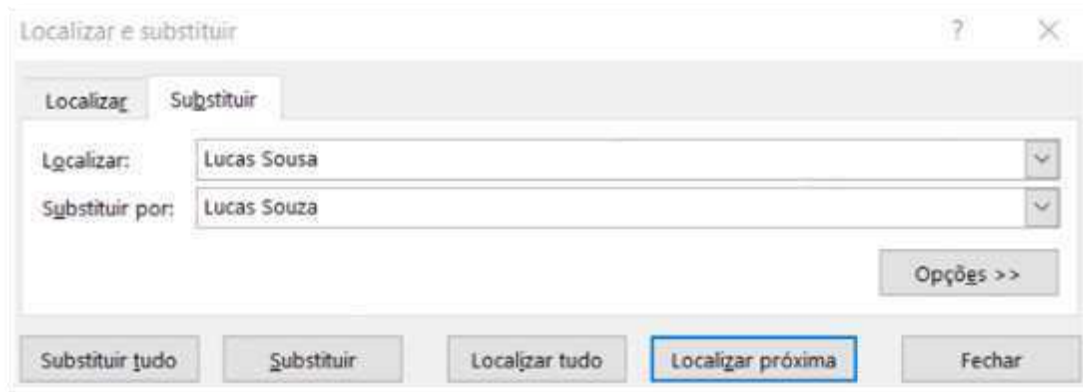 Localizar e substituir ?
Localizar Substituir
Localizar: Lucas Sousa
Substituir por: Lucas Souza
Opções >>
Substituir tudo Substituir Localizar tudo Localizar próxima Fechar